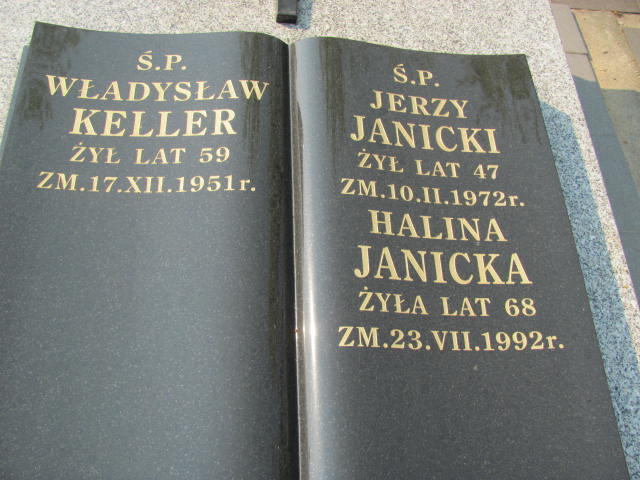 Ś.P.
WŁADYSŁAW
KELLER
ŻYŁ LAT 59
ZM.17.XII.1951r.
Ś.P.
JERZY
JANICKI
ŻYŁ LAT 47
ZM.10.II.1972r.
HALINA
JANICKA
ŻYŁA LAT 68
ZM.23.VII.1992r.